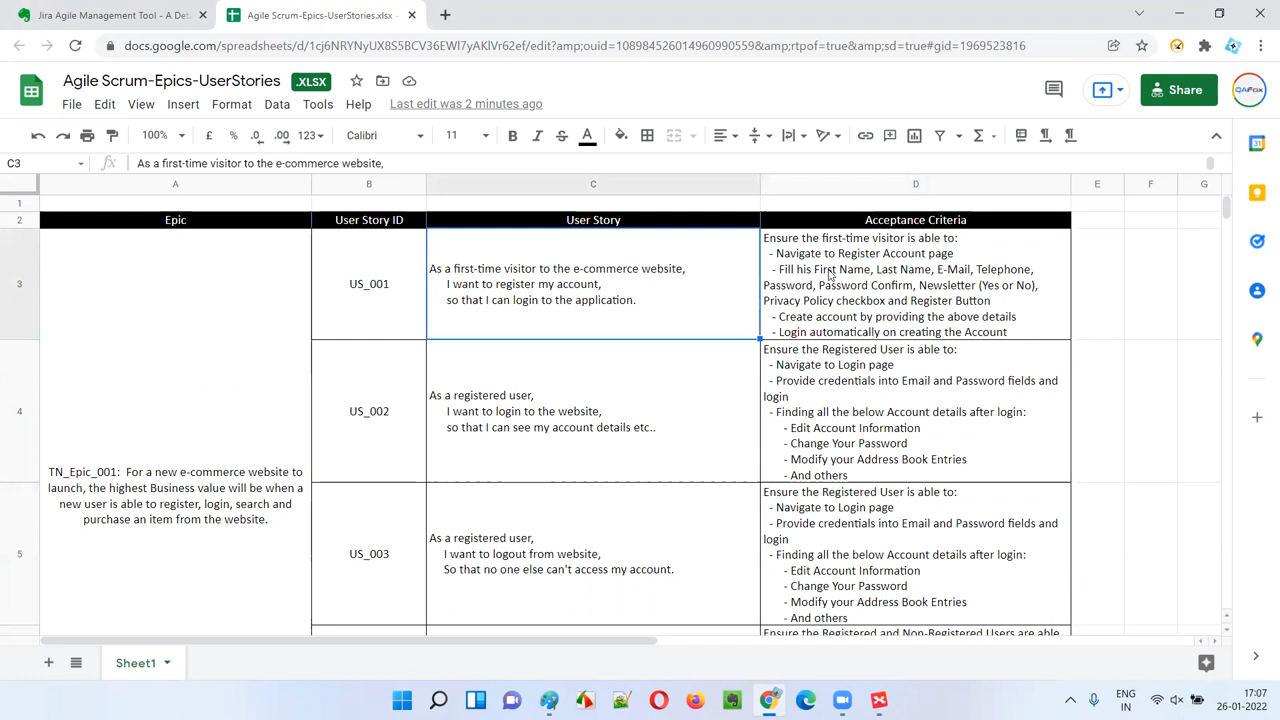 Jira Agile Management Tool - A Deta
Agile Scrum-Epics-UserStories.xlsx -
docs.google.com/spreadsheets/d/1cj6NRYNyUX8S5BCV36EWl7yAKlVr62eC/edit?amp;ouid=108984526014960990559&amp;rtpof=true&amp;sd=true#gid=1969523816
Agile Scrum-Epics-UserStories .XLSX
File Edit View Insert Format Data Tools Help Last edit was 2 minutes ago
QAFox
Share
100% £ % .0 .00 123 Calibri 11 B I S A
C3 fx As a first-time visitor to the e-commerce website,
A B C D E F G
1
2 Epic User Story ID User Story Acceptance Criteria
3
US_001
As a first-time visitor to the e-commerce website,
I want to register my account,
so that I can login to the application.
Ensure the first-time visitor is able to:
- Navigate to Register Account page
- Fill his First Name, Last Name, E-Mail, Telephone,
Password, Password Confirm, Newsletter (Yes or No),
Privacy Policy checkbox and Register Button
- Create account by providing the above details
- Login automatically on creating the Account
4
US_002
As a registered user,
I want to login to the website,
so that I can see my account details etc..
Ensure the Registered User is able to:
- Navigate to Login page
- Provide credentials into Email and Password fields and
login
- Finding all the below Account details after login:
- Edit Account Information
- Change Your Password
- Modify your Address Book Entries
- And others
TN_Epic_001: For a new e-commerce website to
launch, the highest Business value will be when a
new user is able to register, login, search and
purchase an item from the website.
5
US_003
As a registered user,
I want to logout from website,
So that no one else can't access my account.
Ensure the Registered User is able to:
- Navigate to Login page
- Provide credentials into Email and Password fields and
login
- Finding all the below Account details after login:
- Edit Account Information
- Change Your Password
- Modify your Address Book Entries
- And others
Ensure the Registered and Non-Registered Users are able
31
Sheet1
ENG
IN
17:07
26-01-2022